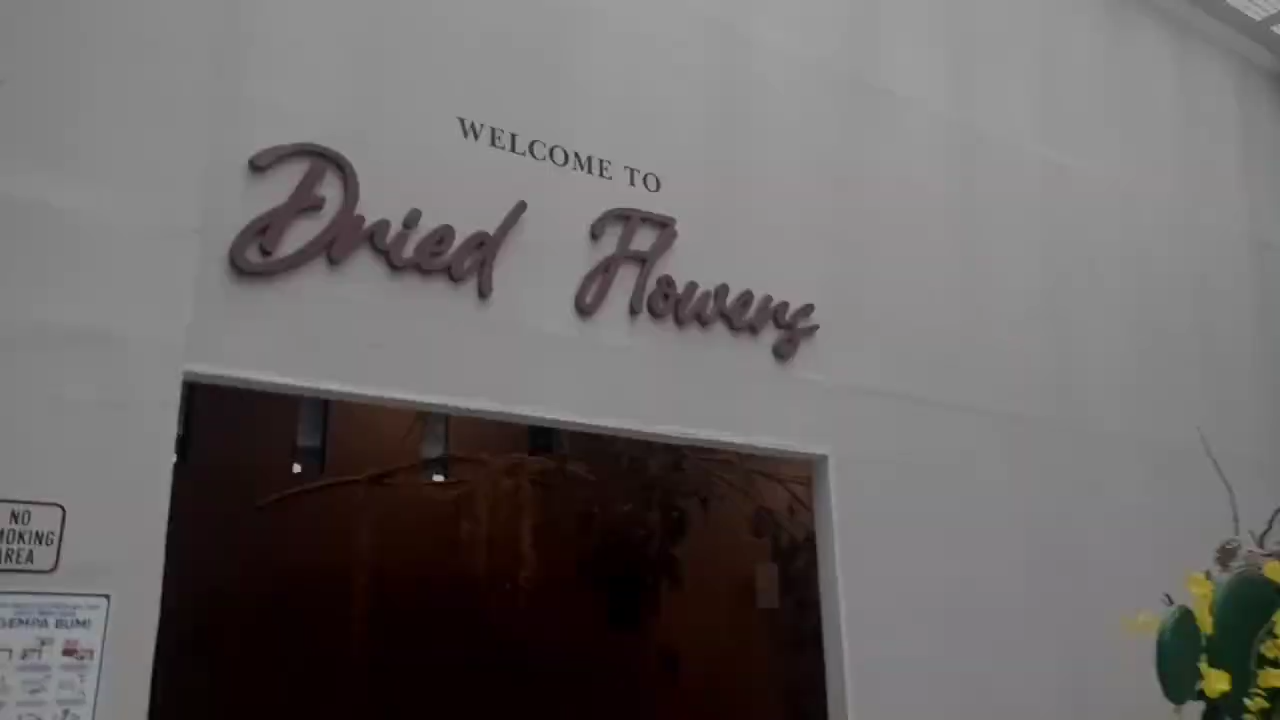 WELCOME TO
Dried Flowers
NO
MOKING
AREA
GEMPA BUMI